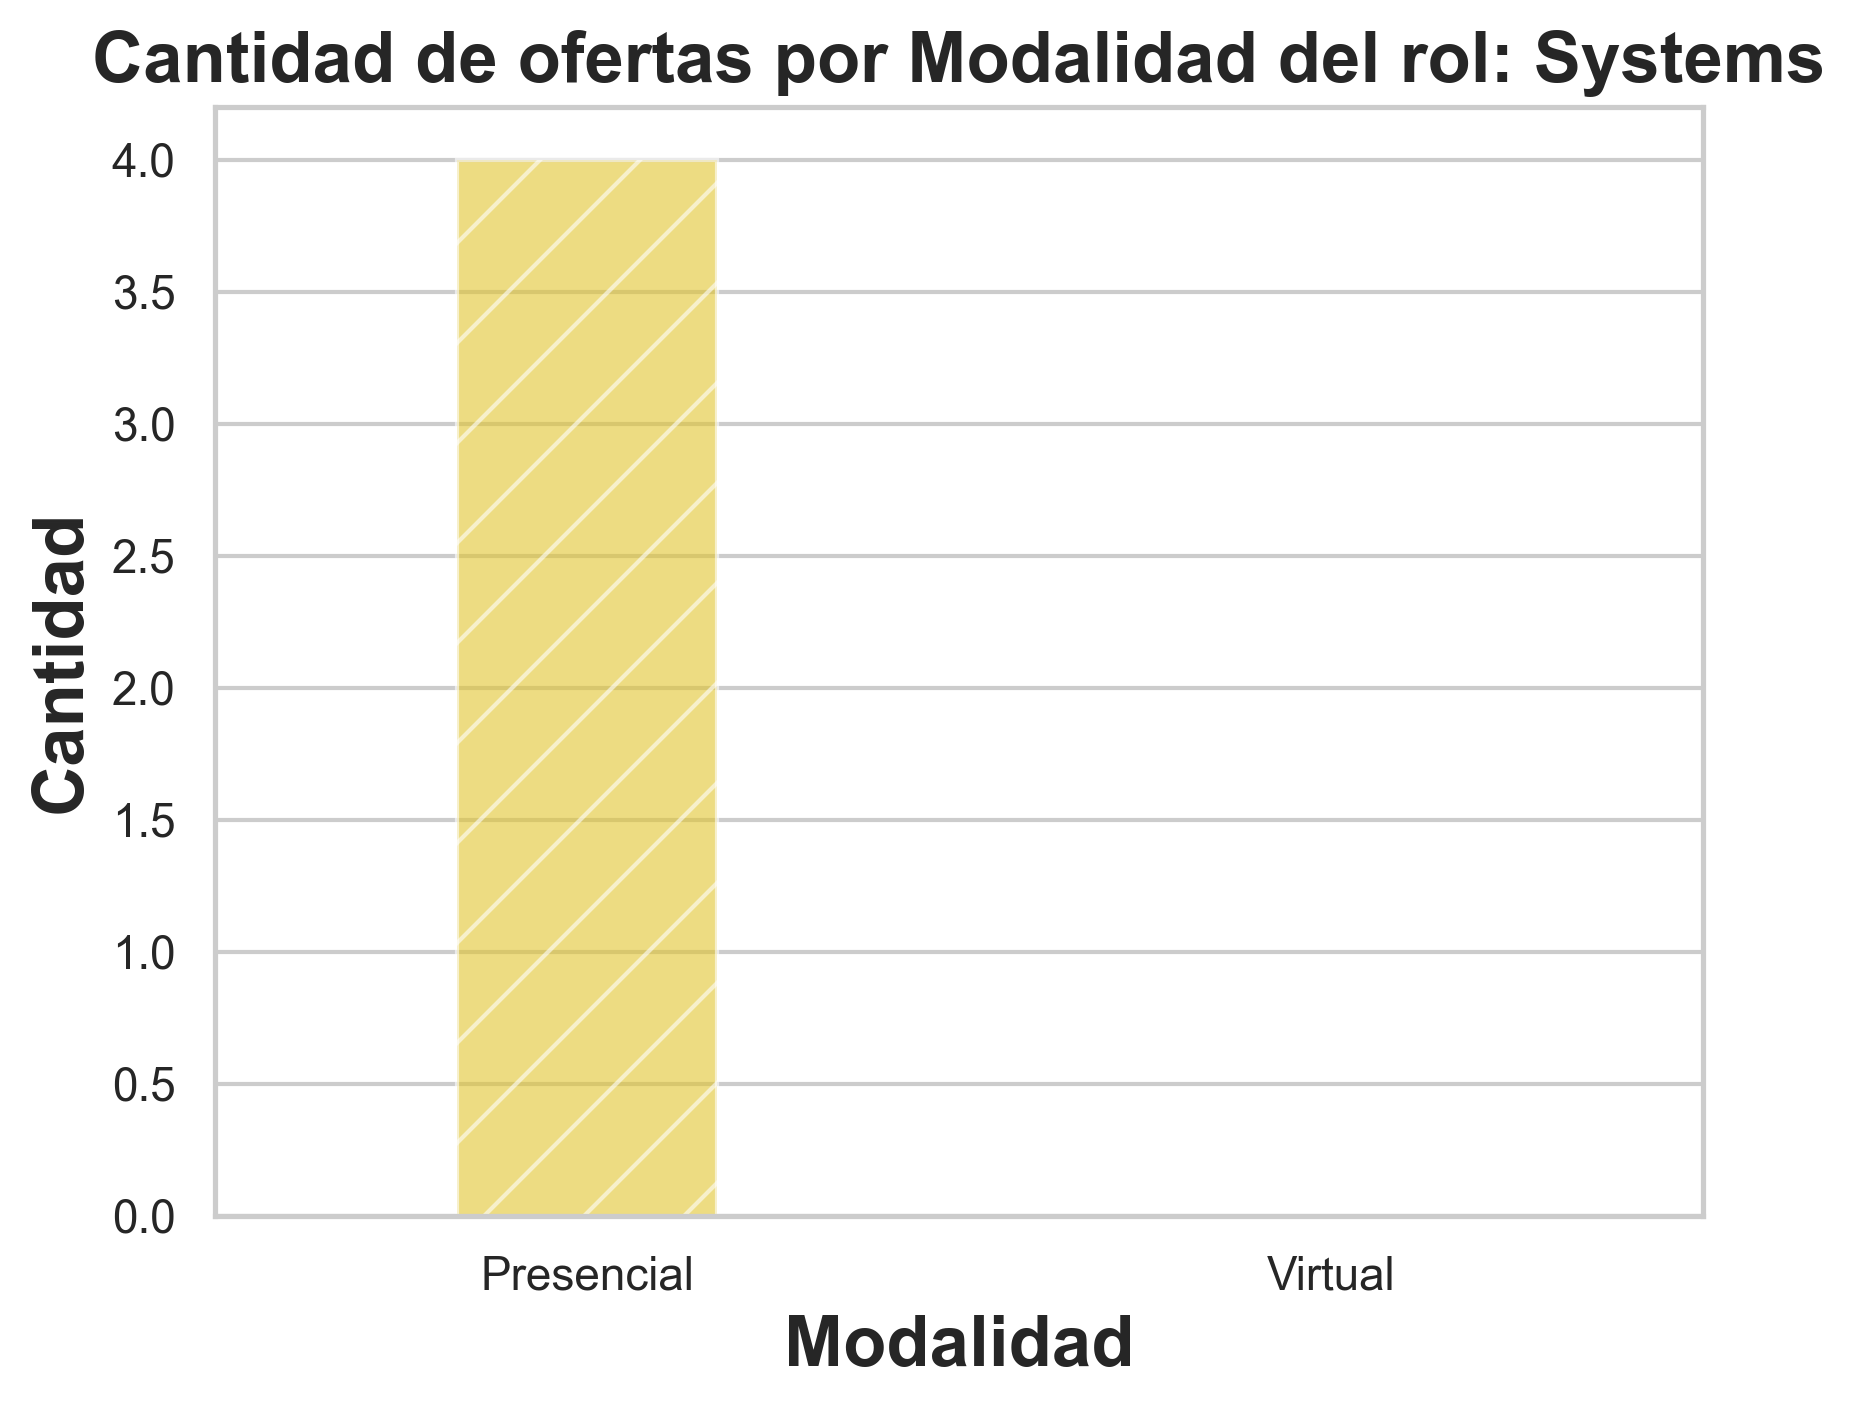 Cantidad de ofertas por Modalidad del rol: Systems
4.0
3.5
3.0
2.5
2.0
1.5
1.0
0.5
0.0
Cantidad
Presencial Virtual
Modalidad